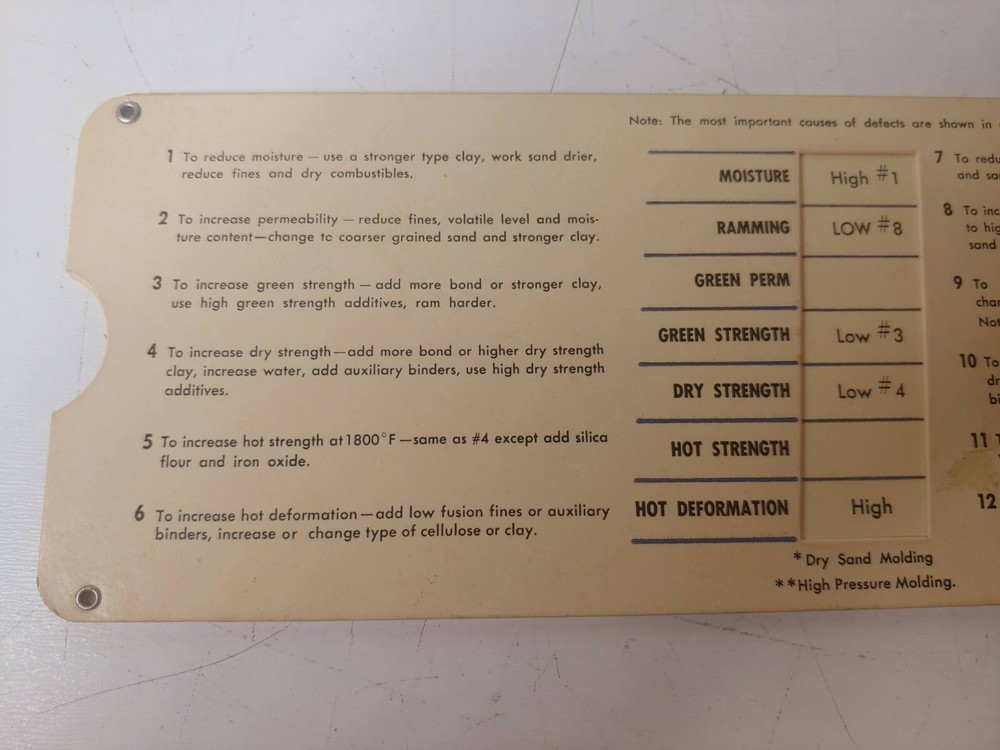 Note: The most important causes of defects are shown in
1 To reduce moisture — use a stronger type clay, work sand drier,
reduce fines and dry combustibles.
2 To increase permeability — reduce fines, volatile level and mois-
ture content—change to coarser grained sand and stronger clay.
3 To increase green strength — add more bond or stronger clay,
use high green strength additives, ram harder.
4 To increase dry strength—add more bond or higher dry strength
clay, increase water, add auxiliary binders, use high dry strength
additives.
5 To increase hot strength at 1800°F —same as #4 except add silica
flour and iron oxide.
6 To increase hot deformation—add low fusion fines or auxiliary
binders, increase or change type of cellulose or clay.
MOISTURE High #1
RAMMING LOW #8
GREEN PERM
GREEN STRENGTH Low #3
DRY STRENGTH Low #4
HOT STRENGTH
HOT DEFORMATION High
* Dry Sand Molding
**High Pressure Molding.
7 To
and
8 To
to
sand
9 To
10 To
11
12